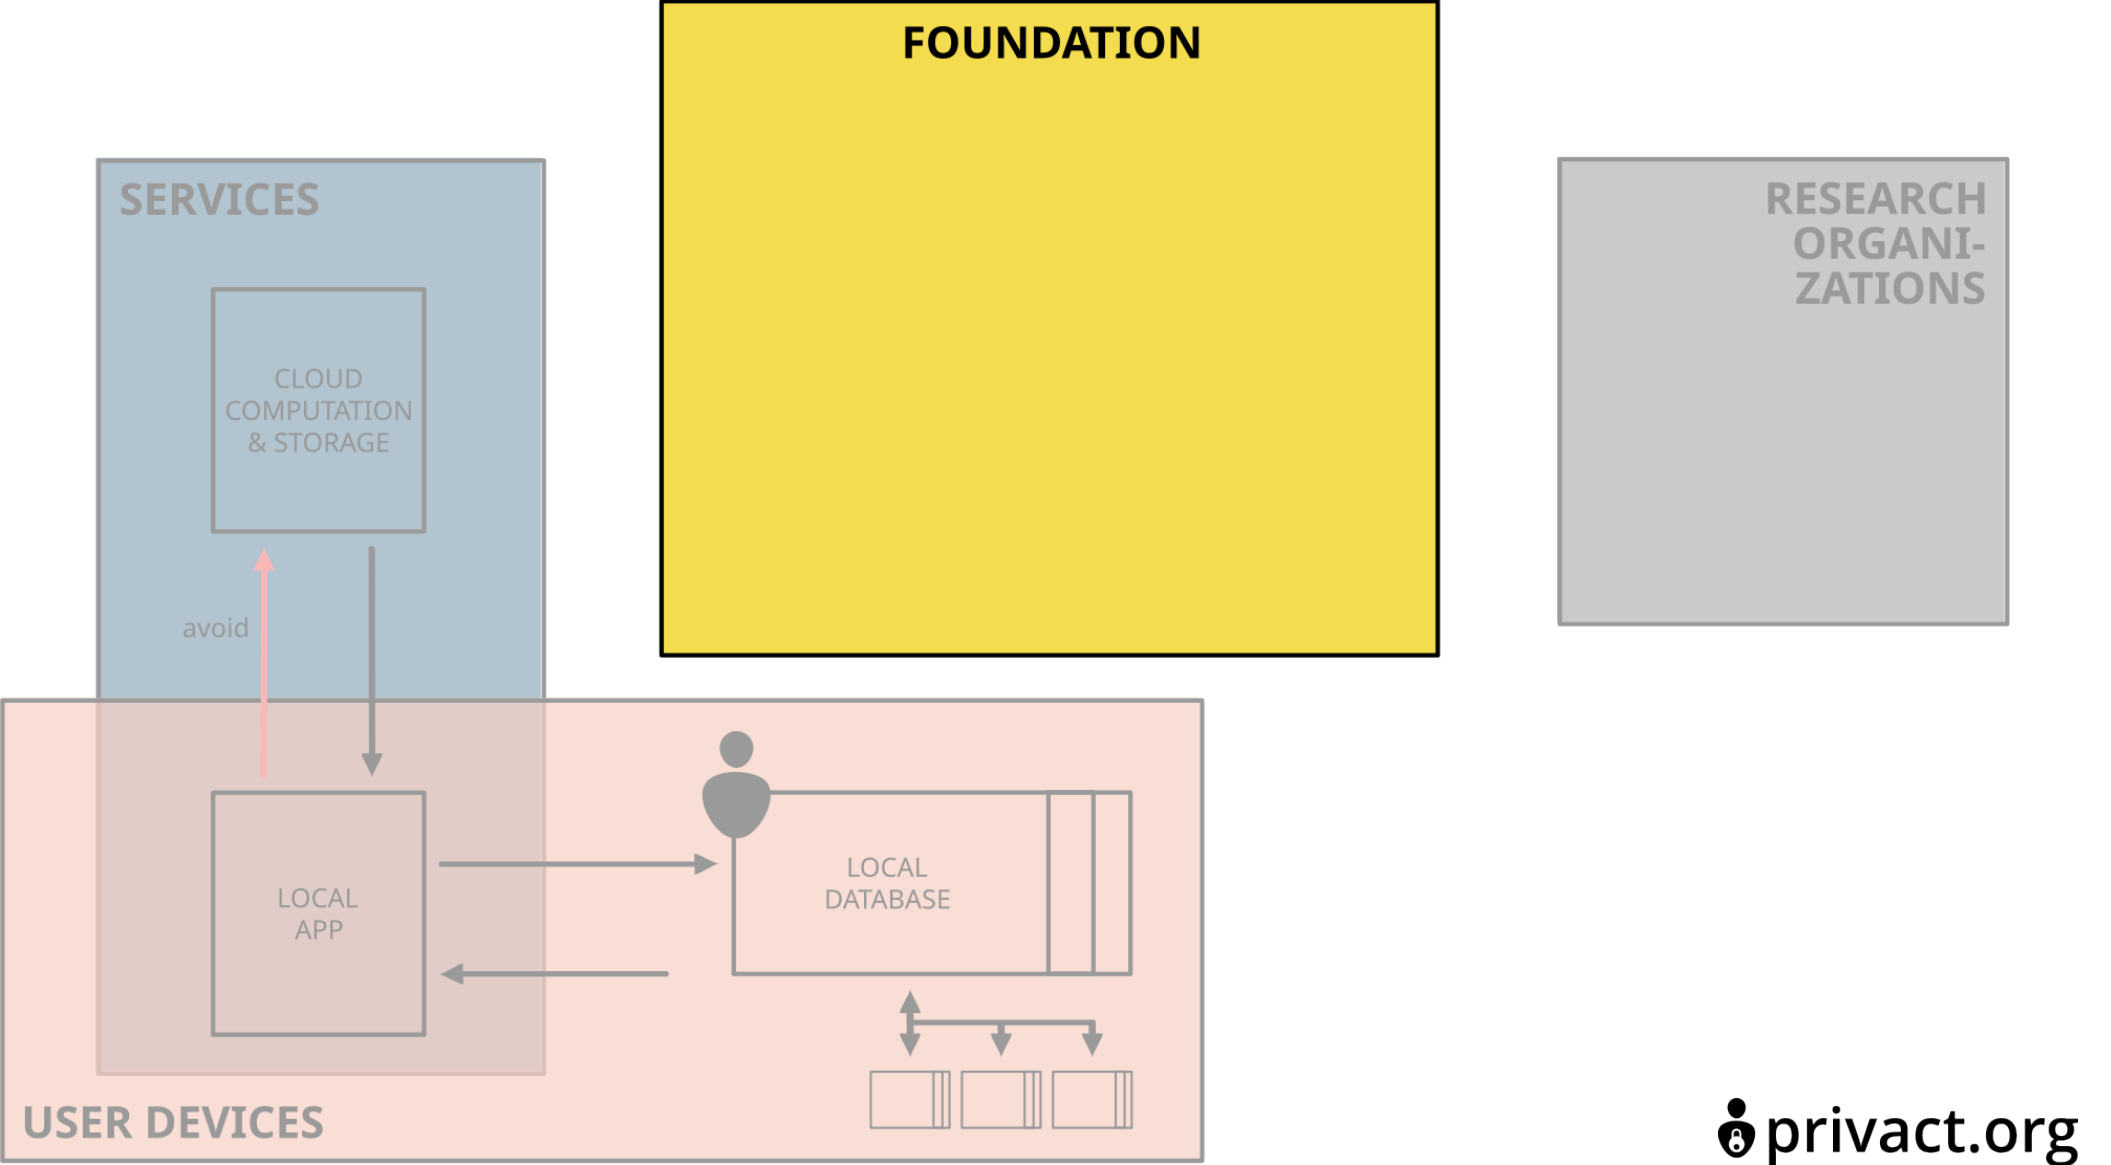 FOUNDATION
SERVICES
RESEARCH
ORGANI-
ZATIONS
CLOUD
COMPUTATION
& STORAGE
avoid
LOCAL
APP
LOCAL
DATABASE
USER DEVICES
privact.org